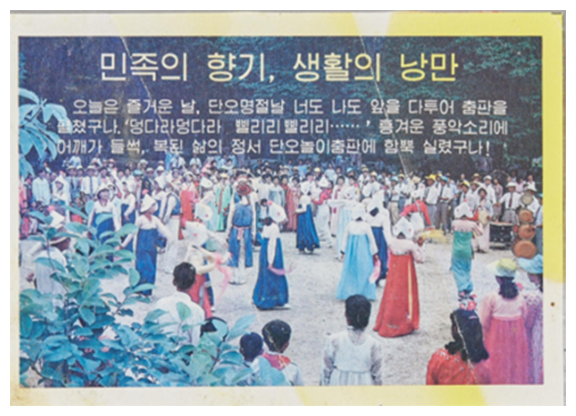 민족의 향기, 생활의 낭만
오늘은 즐거운 날, 단오명절날 너도 나도 앞을 다투어 춤판을
펼쳤구나. '덩다라덩다라 삘리리삘리리…… ' 흥겨운 풍악소리에
어깨가 들썩, 복된 삶의 정서 단오놀이춤판에 함뿍 실렸구나!